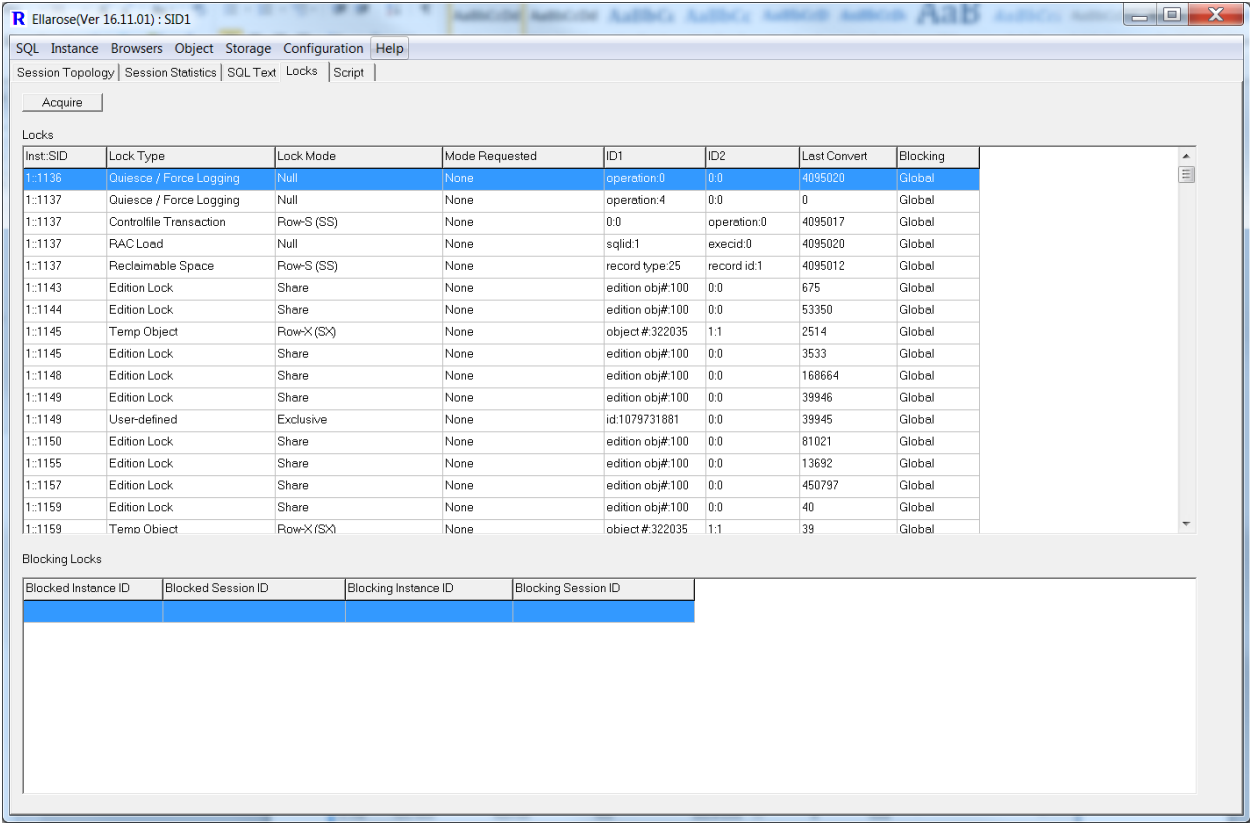 R Ellarose(Ver 16.11.01) : SID1
SQL Instance Browsers Object Storage Configuration Help
Session Topology Session Statistics SQL Text Locks Script
Acquire
Locks
Inst::SID Lock Type Lock Mode Mode Requested ID1 ID2 Last Convert Blocking
1::1136 Quiesce / Force Logging Null None operation:0 0:0 4095020 Global
1::1137 Quiesce / Force Logging Null None operation:4 0:0 0 Global
1::1137 Controlfile Transaction Row-S (SS) None 0:0 operation:0 4095017 Global
1::1137 RAC Load Null None sqlid:1 execid:0 4095020 Global
1::1137 Reclaimable Space Row-S (SS) None record type:25 record id:1 4095012 Global
1::1143 Edition Lock Share None edition obj#:100 0:0 675 Global
1::1144 Edition Lock Share None edition obj#:100 0:0 53350 Global
1::1145 Temp Object Row-X (SX) None object #:322035 1:1 2514 Global
1::1145 Edition Lock Share None edition obj#:100 0:0 3533 Global
1::1148 Edition Lock Share None edition obj#:100 0:0 168664 Global
1::1149 Edition Lock Share None edition obj#:100 0:0 39946 Global
1::1149 User-defined Exclusive None id:1079731881 0:0 39945 Global
1::1150 Edition Lock Share None edition obj#:100 0:0 81021 Global
1::1155 Edition Lock Share None edition obj#:100 0:0 13692 Global
1::1157 Edition Lock Share None edition obj#:100 0:0 450797 Global
1::1159 Edition Lock Share None edition obj#:100 0:0 40 Global
1::1159 Temp Object Row-X (SX) None object #:322035 1:1 39 Global
Blocking Locks
Blocked Instance ID Blocked Session ID Blocking Instance ID Blocking Session ID